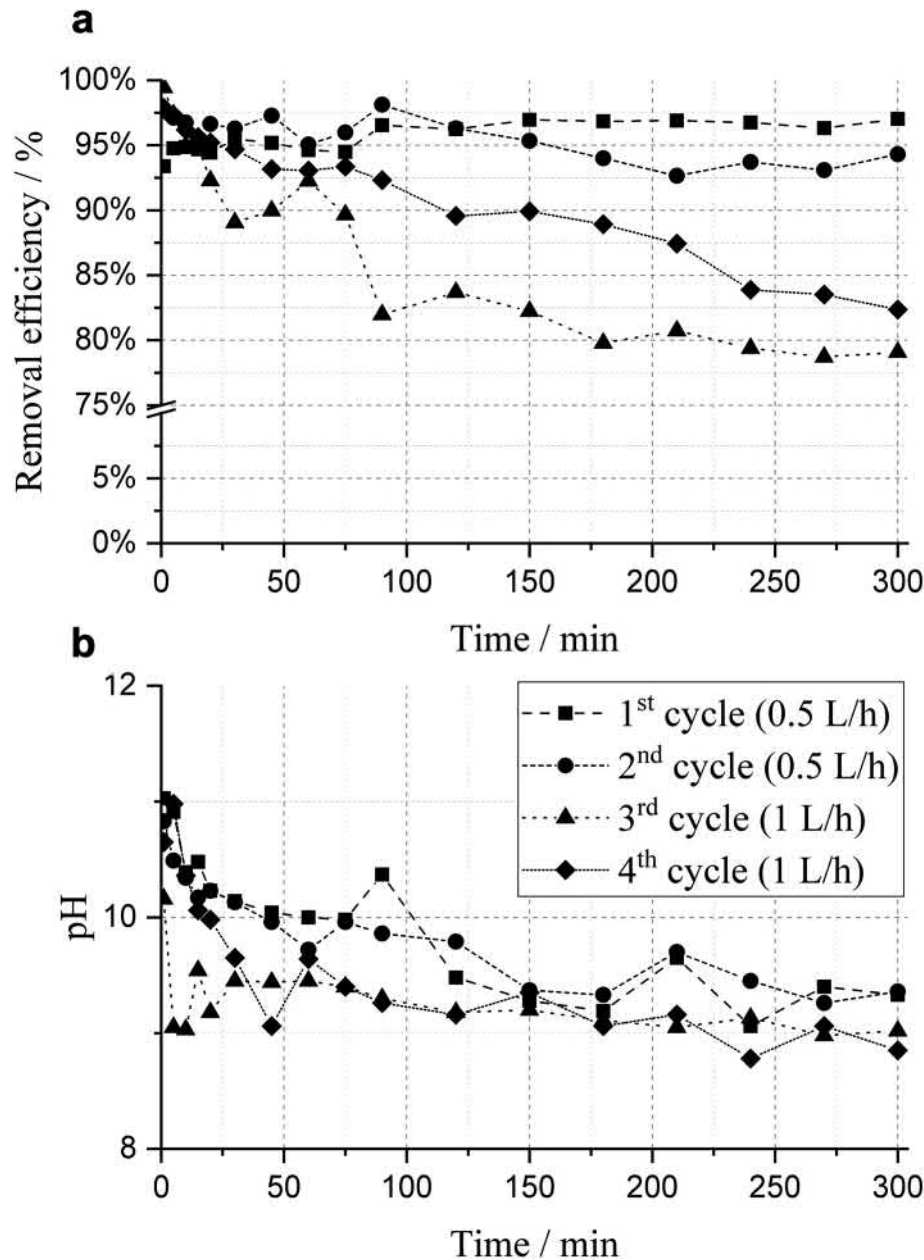 a
Removal efficiency / %
100%
95%
90%
85%
80%
75%
5%
0%
0 50 100 150 200 250 300
Time / min
b
pH
12
10
8
1st cycle (0.5 L/h)
2nd cycle (0.5 L/h)
3rd cycle (1 L/h)
4th cycle (1 L/h)
0 50 100 150 200 250 300
Time / min